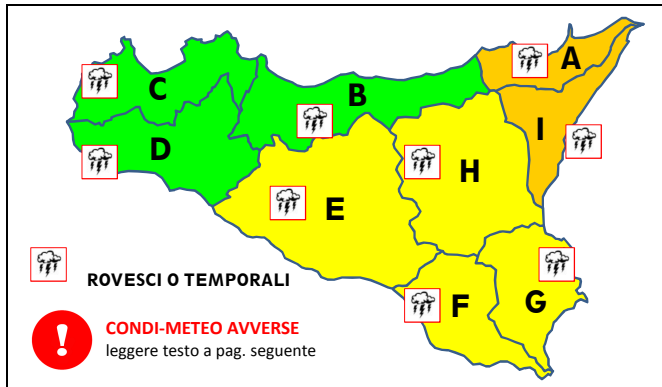 A
C
B
I
D
H
E
F
G
ROVESCI O TEMPORALI
!
CONDI-METEO AVVERSE
leggere testo a pag. seguente